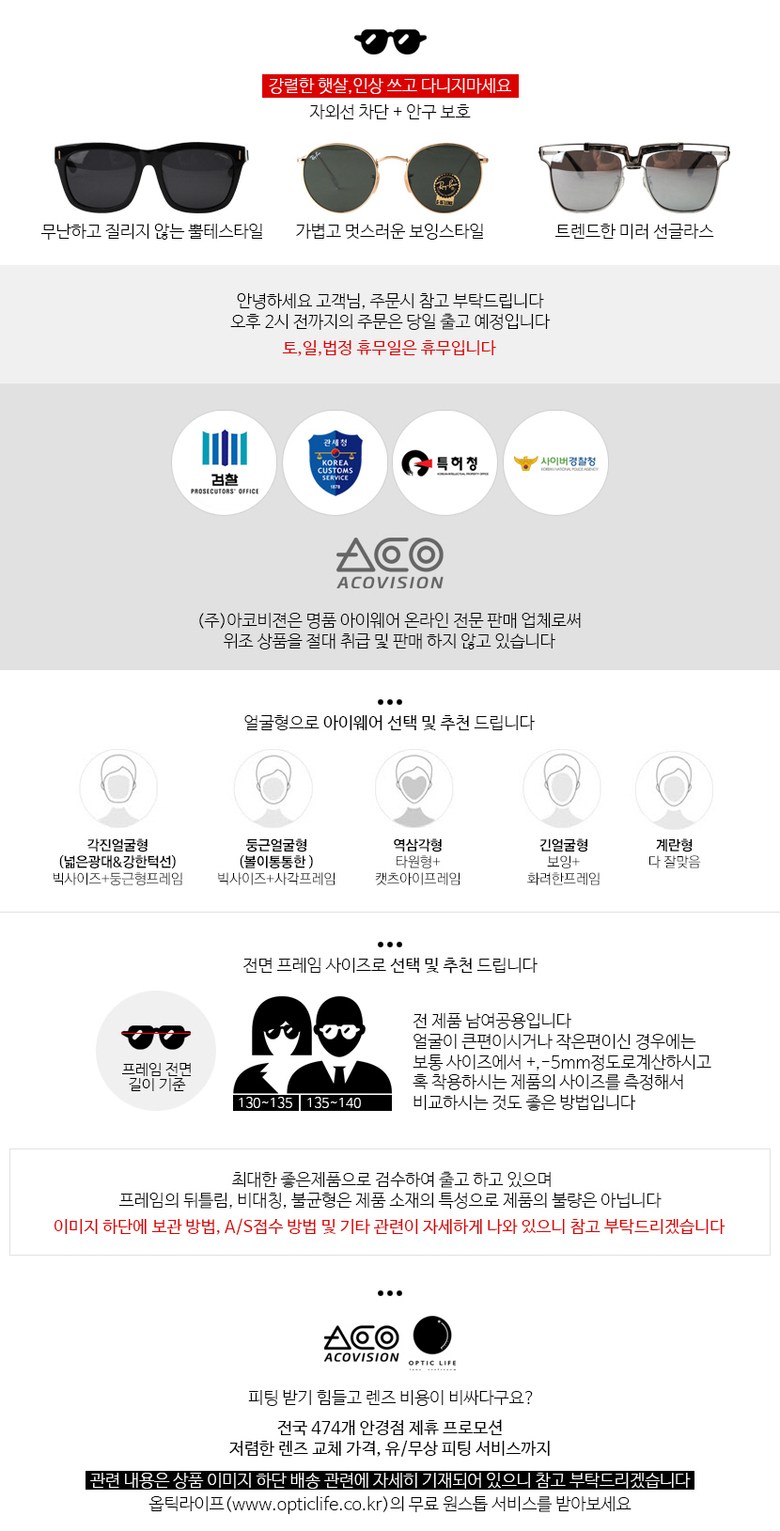 강렬한 햇살,인상 쓰고 다니지마세요
자외선 차단 + 안구 보호
Ray-Ban
Ray-Ban
무난하고 질리지 않는 뿔테스타일
가볍고 멋스러운 보잉스타일
트렌드한 미러 선글라스
안녕하세요 고객님, 주문시 참고 부탁드립니다
오후 2시 전까지의 주문은 당일 출고 예정입니다
토,일,법정 휴무일은 휴무입니다
검찰
PROSECUTORS' OFFICE
관세청
KOREA
CUSTOMS
SERVICE
1878
특허청
KOREAN INTELLECTUAL PROPERTY OFFICE
사이버경찰청
KOREAN NATIONAL POLICE AGENCY
ACO
ACOVISION
(주)아코비젼은 명품 아이웨어 온라인 전문 판매 업체로써
위조 상품을 절대 취급 및 판매 하지 않고 있습니다
얼굴형으로 아이웨어 선택 및 추천 드립니다
각진얼굴형
(넓은광대&강한턱선)
빅사이즈+둥근형프레임
둥근얼굴형
(볼이통통한 )
빅사이즈+사각프레임
역삼각형
타원형+
캣츠아이프레임
긴얼굴형
보잉+
화려한프레임
계란형
다 잘맞음
전면 프레임 사이즈로 선택 및 추천 드립니다
프레임 전면
길이 기준
130~135
135~140
전 제품 남여공용입니다
얼굴이 큰편이시거나 작은편이신 경우에는
보통 사이즈에서 +,-5mm정도로계산하시고
혹 착용하시는 제품의 사이즈를 측정해서
비교하시는 것도 좋은 방법입니다
최대한 좋은제품으로 검수하여 출고 하고 있으며
프레임의 뒤틀림, 비대칭, 불균형은 제품 소재의 특성으로 제품의 불량은 아닙니다
이미지 하단에 보관 방법, A/S접수 방법 및 기타 관련이 자세하게 나와 있으니 참고 부탁드리겠습니다
ACO
ACOVISION
OPTIC LIFE
피팅 받기 힘들고 렌즈 비용이 비싸다구요?
전국 474개 안경점 제휴 프로모션
저렴한 렌즈 교체 가격, 유/무상 피팅 서비스까지
관련 내용은 상품 이미지 하단 배송 관련에 자세히 기재되어 있으니 참고 부탁드리겠습니다
옵틱라이프(www.opticlife.co.kr)의 무료 원스톱 서비스를 받아보세요